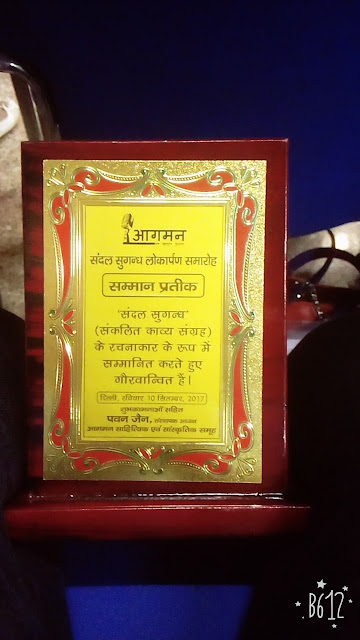 आगमन
संदल सुगन्ध लोकार्पण समारोह
सम्मान प्रतीक
'संदल सुगन्ध'
(संकलित काव्य संग्रह)
के रचनाकार के रूप में
सम्मानित करते हुए
गौरवान्वित हैं।
दिल्ली, रविवार 10 सितम्बर, 2017
शुभकामनाओं सहित
पवन जैन, संस्थापक आगमन
आगमन साहित्यिक एवं सांस्कृतिक समूह
B612